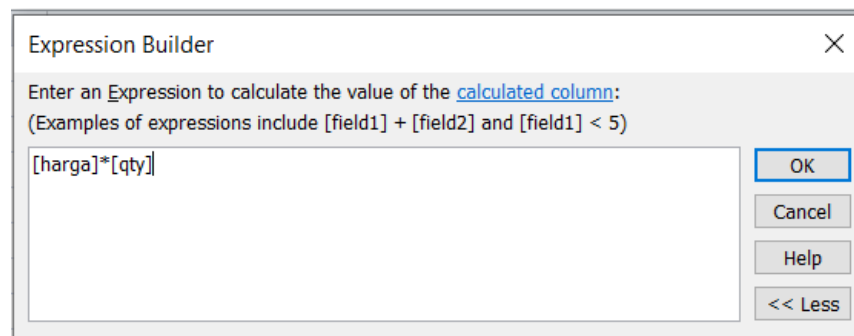 Expression Builder
Enter an Expression to calculate the value of the calculated column:
(Examples of expressions include [field1] + [field2] and [field1] < 5)
[harga]*[qty]
OK
Cancel
Help
<< Less